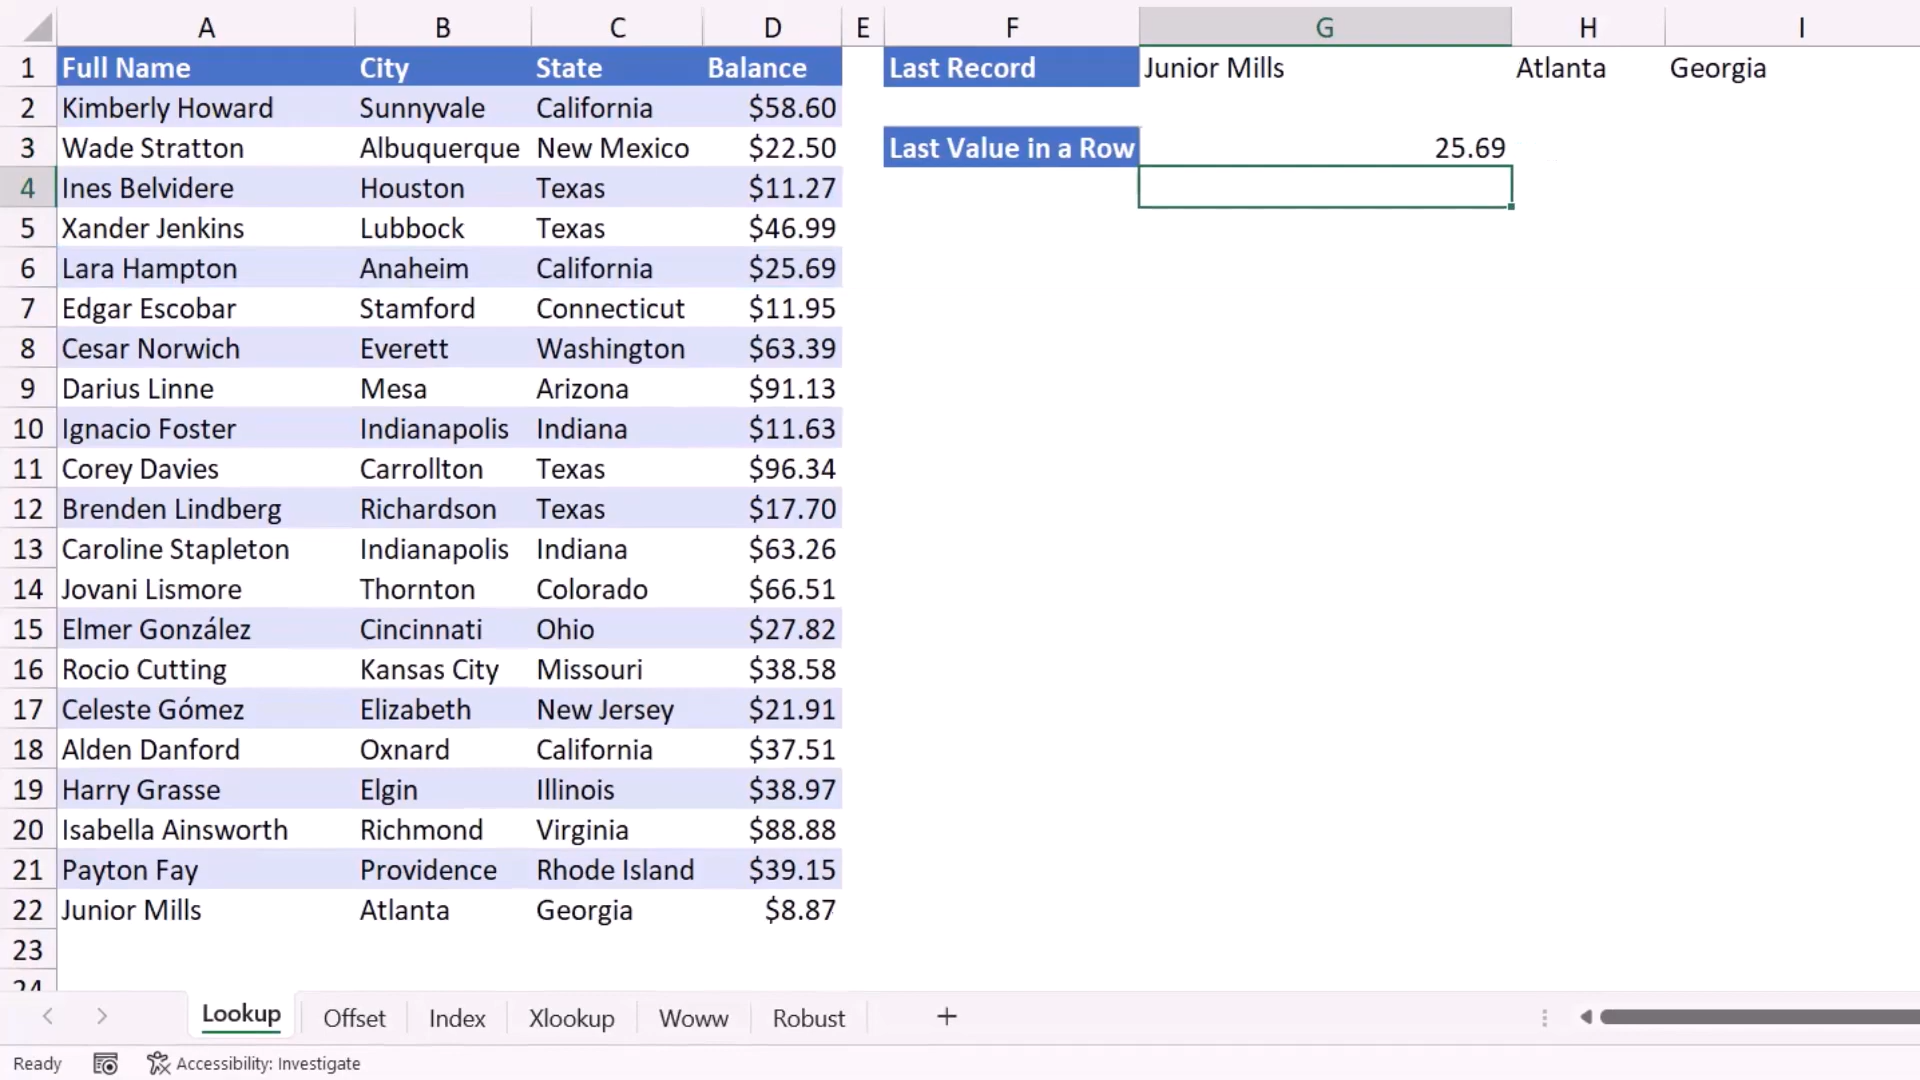 A B C D E F G H I
1 Full Name City State Balance Last Record Junior Mills Atlanta Georgia
2 Kimberly Howard Sunnyvale California $58.60
3 Wade Stratton Albuquerque New Mexico $22.50 Last Value in a Row 25.69
4 Ines Belvidere Houston Texas $11.27
5 Xander Jenkins Lubbock Texas $46.99
6 Lara Hampton Anaheim California $25.69
7 Edgar Escobar Stamford Connecticut $11.95
8 Cesar Norwich Everett Washington $63.39
9 Darius Linne Mesa Arizona $91.13
10 Ignacio Foster Indianapolis Indiana $11.63
11 Corey Davies Carrollton Texas $96.34
12 Brenden Lindberg Richardson Texas $17.70
13 Caroline Stapleton Indianapolis Indiana $63.26
14 Jovani Lismore Thornton Colorado $66.51
15 Elmer González Cincinnati Ohio $27.82
16 Rocio Cutting Kansas City Missouri $38.58
17 Celeste Gómez Elizabeth New Jersey $21.91
18 Alden Danford Oxnard California $37.51
19 Harry Grasse Elgin Illinois $38.97
20 Isabella Ainsworth Richmond Virginia $88.88
21 Payton Fay Providence Rhode Island $39.15
22 Junior Mills Atlanta Georgia $8.87
23
24
Lookup Offset Index Xlookup Woww Robust +
Ready Accessibility: Investigate